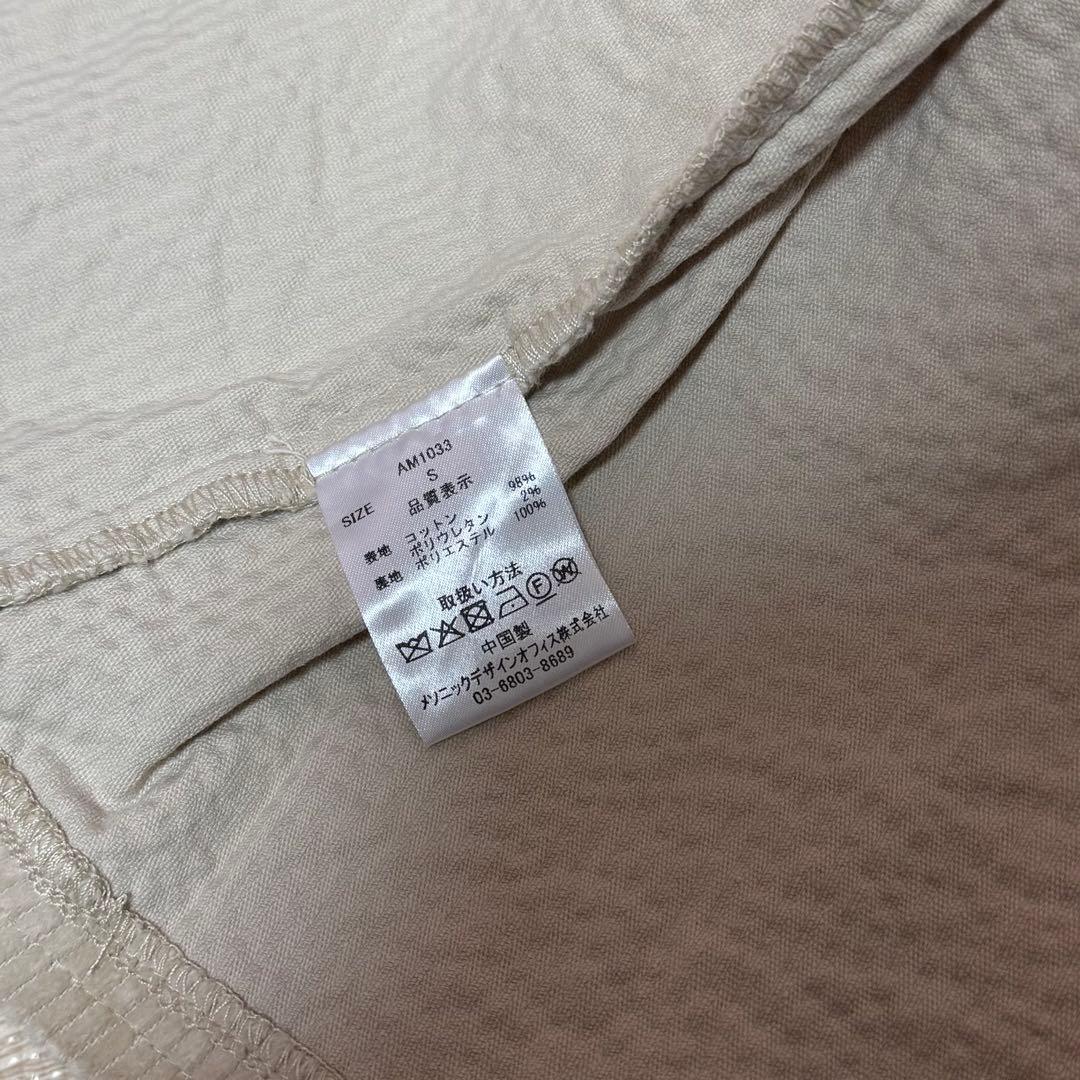 AM1033
SIZE S
品質表示
表地 コットン 98%
ポリウレタン 2%
裏地 ポリエステル 100%
取扱い方法
F W
中国製
メソニックデザインオフィス株式会社
03-6803-8689